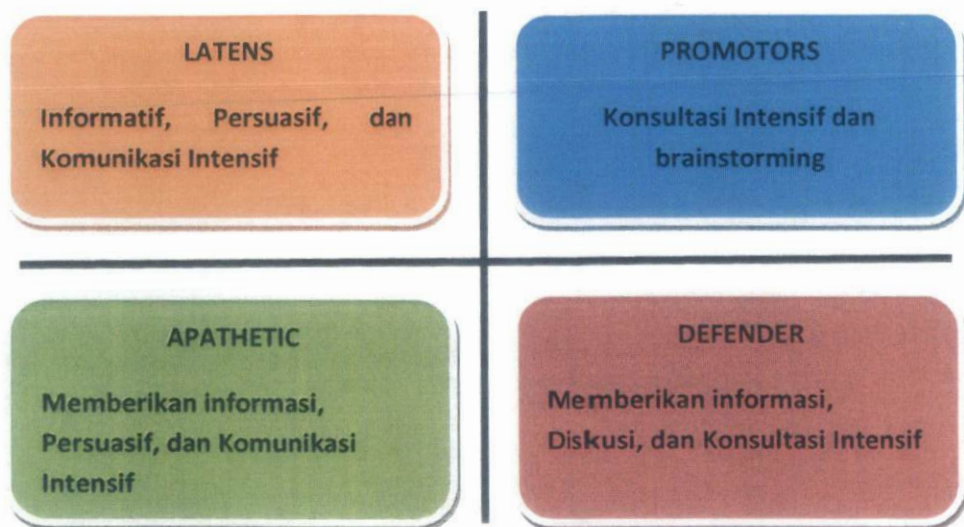 LATENS
Informatif, Persuasif, dan
Komunikasi Intensif
PROMOTORS
Konsultasi Intensif dan
brainstorming
APATHETIC
Memberikan informasi,
Persuasif, dan Komunikasi
Intensif
DEFENDER
Memberikan informasi,
Diskusi, dan Konsultasi Intensif